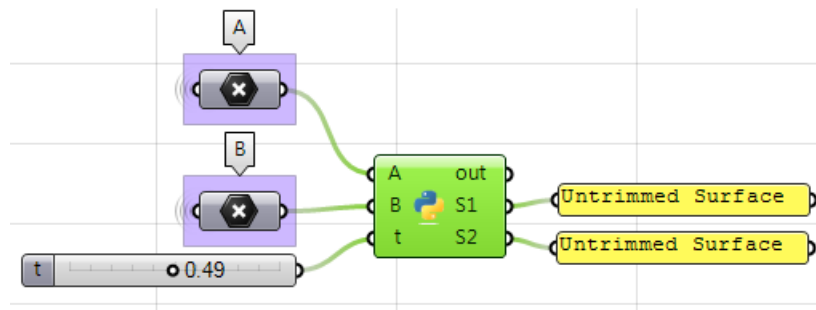 A
B
A out
B S1
t S2
Untrimmed Surface
Untrimmed Surface
t 0.49